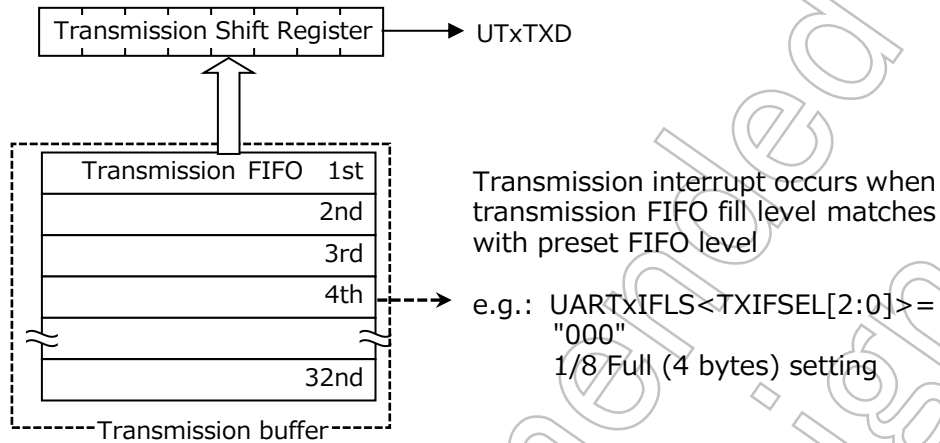 Transmission Shift Register
UTxTXD
Transmission FIFO 1st
2nd
3rd
4th
32nd
Transmission buffer
Transmission interrupt occurs when
transmission FIFO fill level matches
with preset FIFO level
e.g.: UARTxIFLS<TXIFSEL[2:0]>=
"000"
1/8 Full (4 bytes) setting